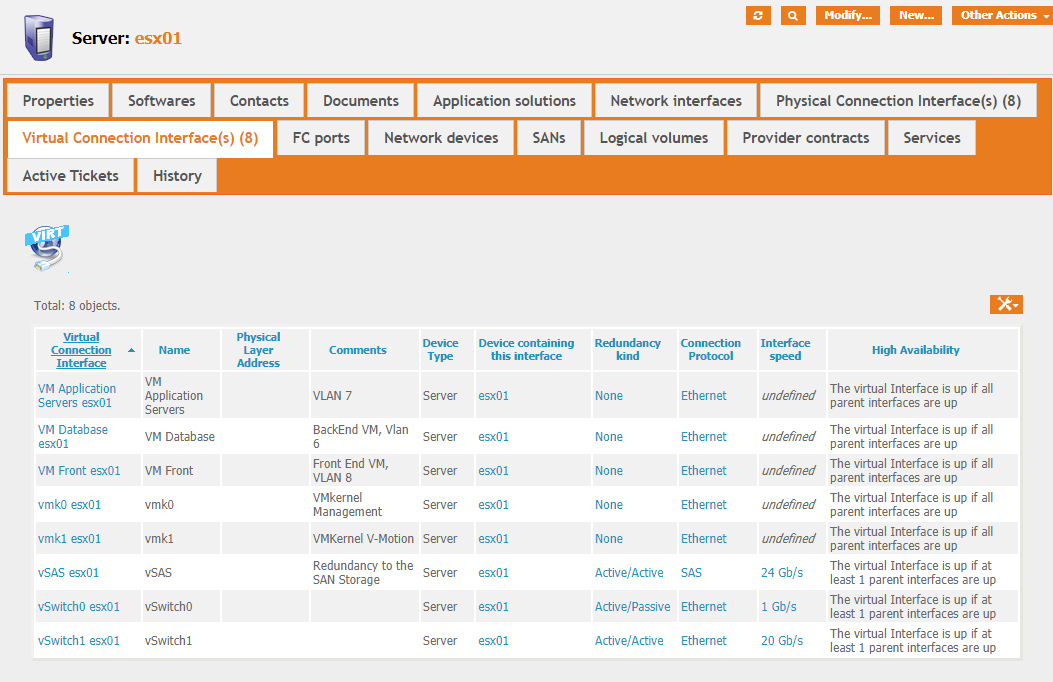 Server: esx01
Modify...
New...
Other Actions
Properties
Softwares
Contacts
Documents
Application solutions
Network interfaces
Physical Connection Interface(s) (8)
Virtual Connection Interface(s) (8)
FC ports
Network devices
SANs
Logical volumes
Provider contracts
Services
Active Tickets
History
VIRT
Total: 8 objects.
Virtual
Connection
Interface
Name
Physical
Layer
Address
Comments
Device
Type
Device containing
this interface
Redundancy
kind
Connection
Protocol
Interface
speed
High Availability
VM Application
Servers esx01
VM
Application
Servers
VLAN 7
Server
esx01
None
Ethernet
undefined
The virtual Interface is up if all
parent interfaces are up
VM Database
esx01
VM Database
BackEnd VM, Vlan
6
Server
esx01
None
Ethernet
undefined
The virtual Interface is up if all
parent interfaces are up
VM Front esx01
VM Front
Front End VM,
VLAN 8
Server
esx01
None
Ethernet
undefined
The virtual Interface is up if all
parent interfaces are up
vmk0 esx01
vmk0
VMkernel
Management
Server
esx01
None
Ethernet
undefined
The virtual Interface is up if all
parent interfaces are up
vmk1 esx01
vmk1
VMKernel V-Motion
Server
esx01
None
Ethernet
undefined
The virtual Interface is up if all
parent interfaces are up
vSAS esx01
vSAS
Redundancy to the
SAN Storage
Server
esx01
Active/Active
SAS
24 Gb/s
The virtual Interface is up if at
least 1 parent interfaces are up
vSwitch0 esx01
vSwitch0
Server
esx01
Active/Passive
Ethernet
1 Gb/s
The virtual Interface is up if at
least 1 parent interfaces are up
vSwitch1 esx01
vSwitch1
Server
esx01
Active/Active
Ethernet
20 Gb/s
The virtual Interface is up if at
least 1 parent interfaces are up